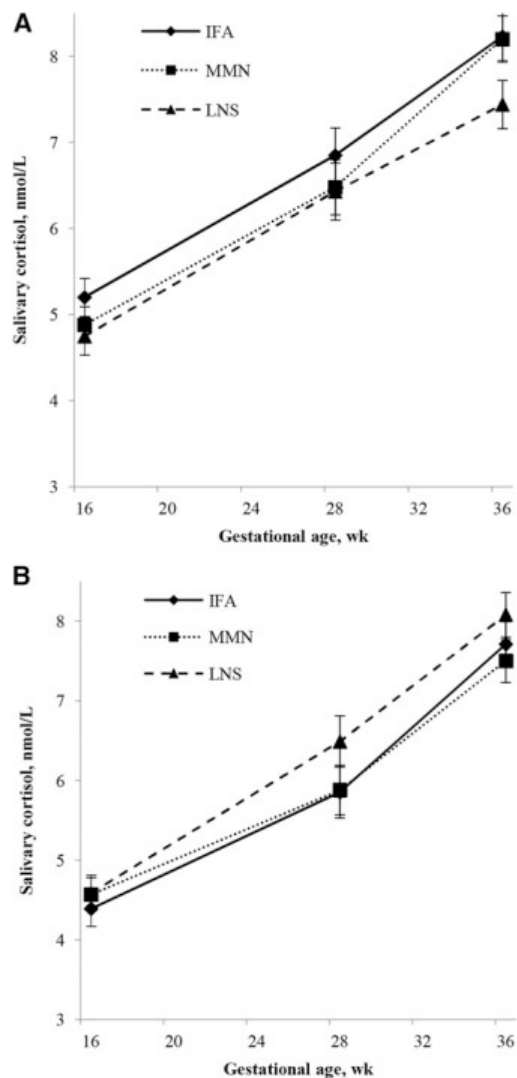 A
IFA
MMN
LNS
Salivary cortisol, nmol/L
8
7
6
5
4
3
16 20 24 28 32 36
Gestational age, wk
B
IFA
MMN
LNS
Salivary cortisol, nmol/L
8
7
6
5
4
3
16 20 24 28 32 36
Gestational age, wk